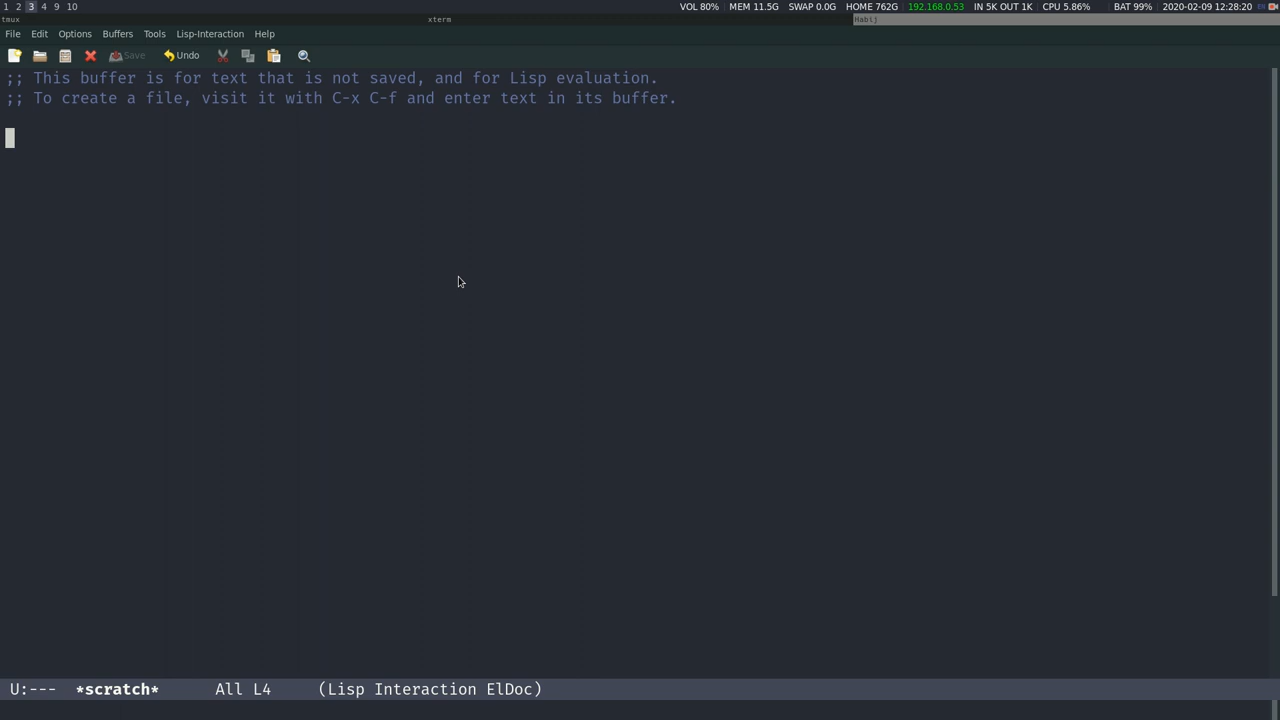 1 2 3 4 9 10 VOL 80% MEM 11.5G SWAP 0.0G HOME 762G 192.168.0.53 IN 5K OUT 1K CPU 5.86% BAT 99% 2020-02-09 12:28:20
tmux xterm Habij
File Edit Options Buffers Tools Lisp-Interaction Help
Save Undo
;; This buffer is for text that is not saved, and for Lisp evaluation.
;; To create a file, visit it with C-x C-f and enter text in its buffer.
U:--- *scratch* All L4 (Lisp Interaction ElDoc)